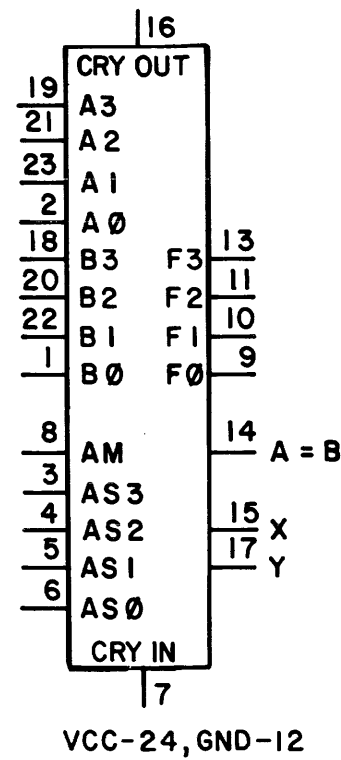 16
CRY OUT
19 A3
21 A2
23 A1
2 AØ
18 B3 F3 13
20 B2 F2 11
22 B1 F1 10
1 BØ FØ 9
8 AM 14 A = B
3 AS3
4 AS2 15 X
5 AS1 17 Y
6 ASØ
CRY IN
7
VCC-24, GND-12